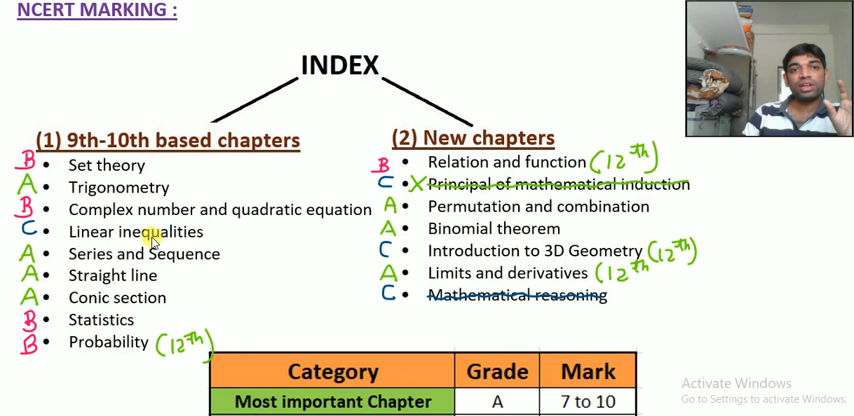 NCERT MARKING :
INDEX
(1) 9th-10th based chapters
B • Set theory
A • Trigonometry
B • Complex number and quadratic equation
C • Linear inequalities
A • Series and Sequence
A • Straight line
A • Conic section
B • Statistics
B • Probability (12th)
(2) New chapters
B • Relation and function (12th)
C • X Principal of mathematical induction
A • Permutation and combination
A • Binomial theorem
C • Introduction to 3D Geometry (12th)
A • Limits and derivatives (12th)
C • Mathematical reasoning
Category Grade Mark
Most important Chapter A 7 to 10
Activate Windows
Go to Settings to activate Windows.